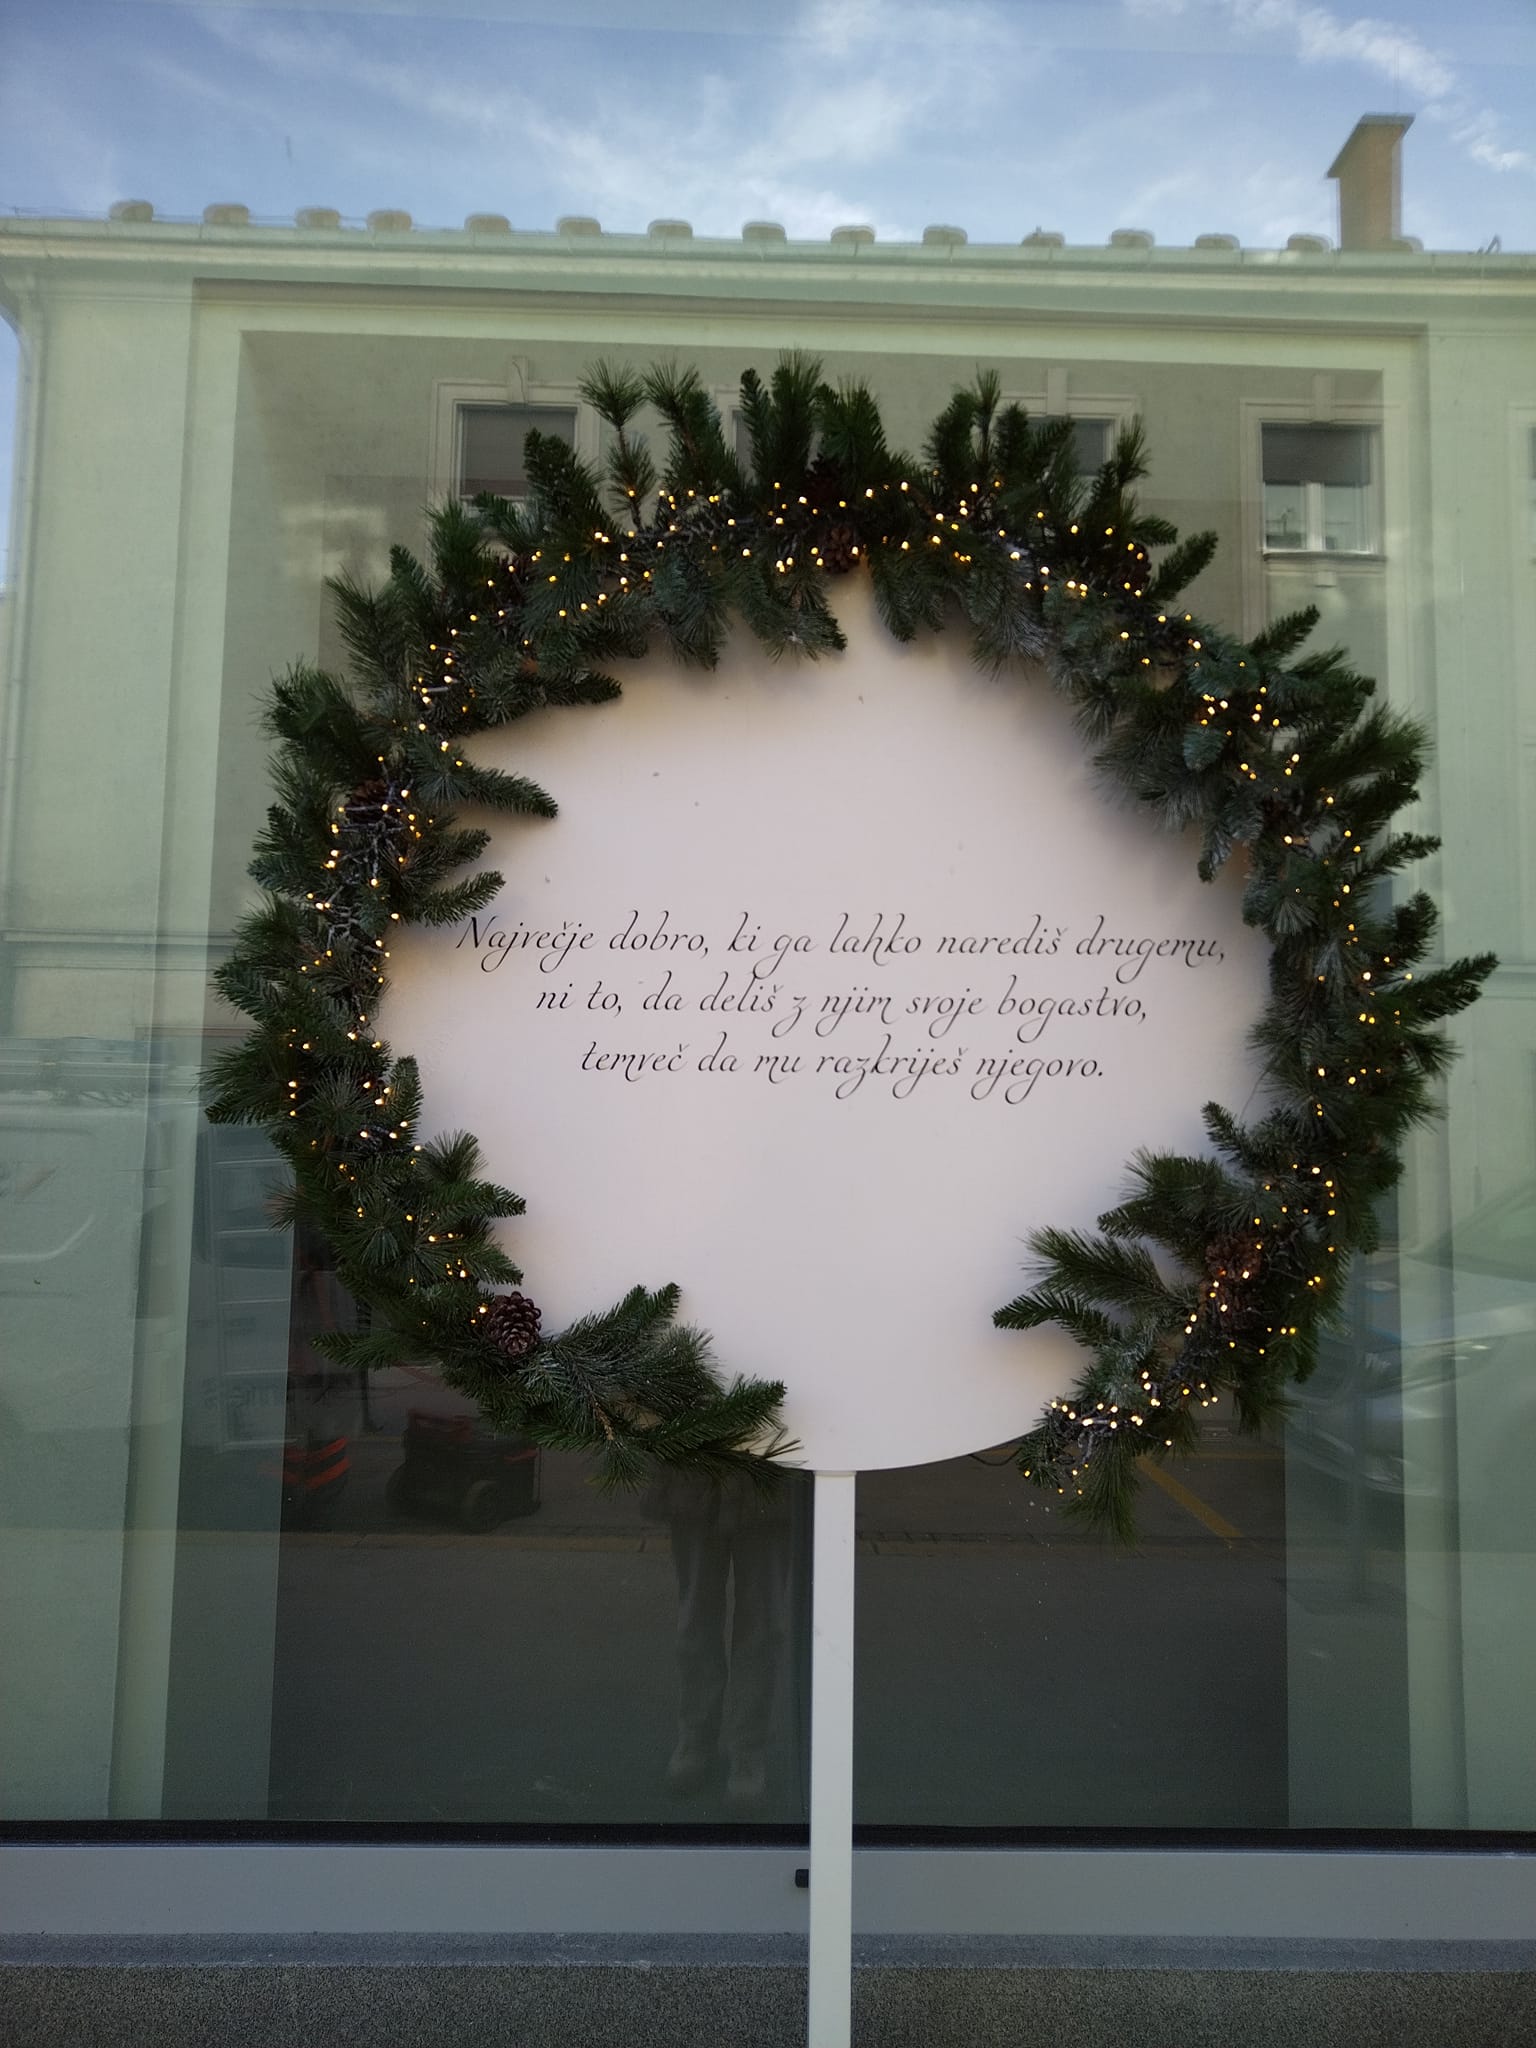 Največje dobro, ki ga lahko narediš drugemu,
ni to, da deliš z njim svoje bogastvo,
temveč da mu razkriješ njegovo.